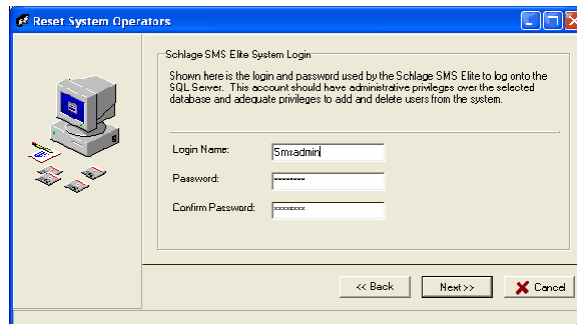 Reset System Operators
Schlage SMS Elite System Login
Shown here is the login and password used by the Schlage SMS Elite to log onto the
SQL Server. This account should have administrative privileges over the selected
database and adequate privileges to add and delete users from the system.
Login Name:
Smsadmin
Password:
********
Confirm Password:
********
<< Back
Next >>
Cancel